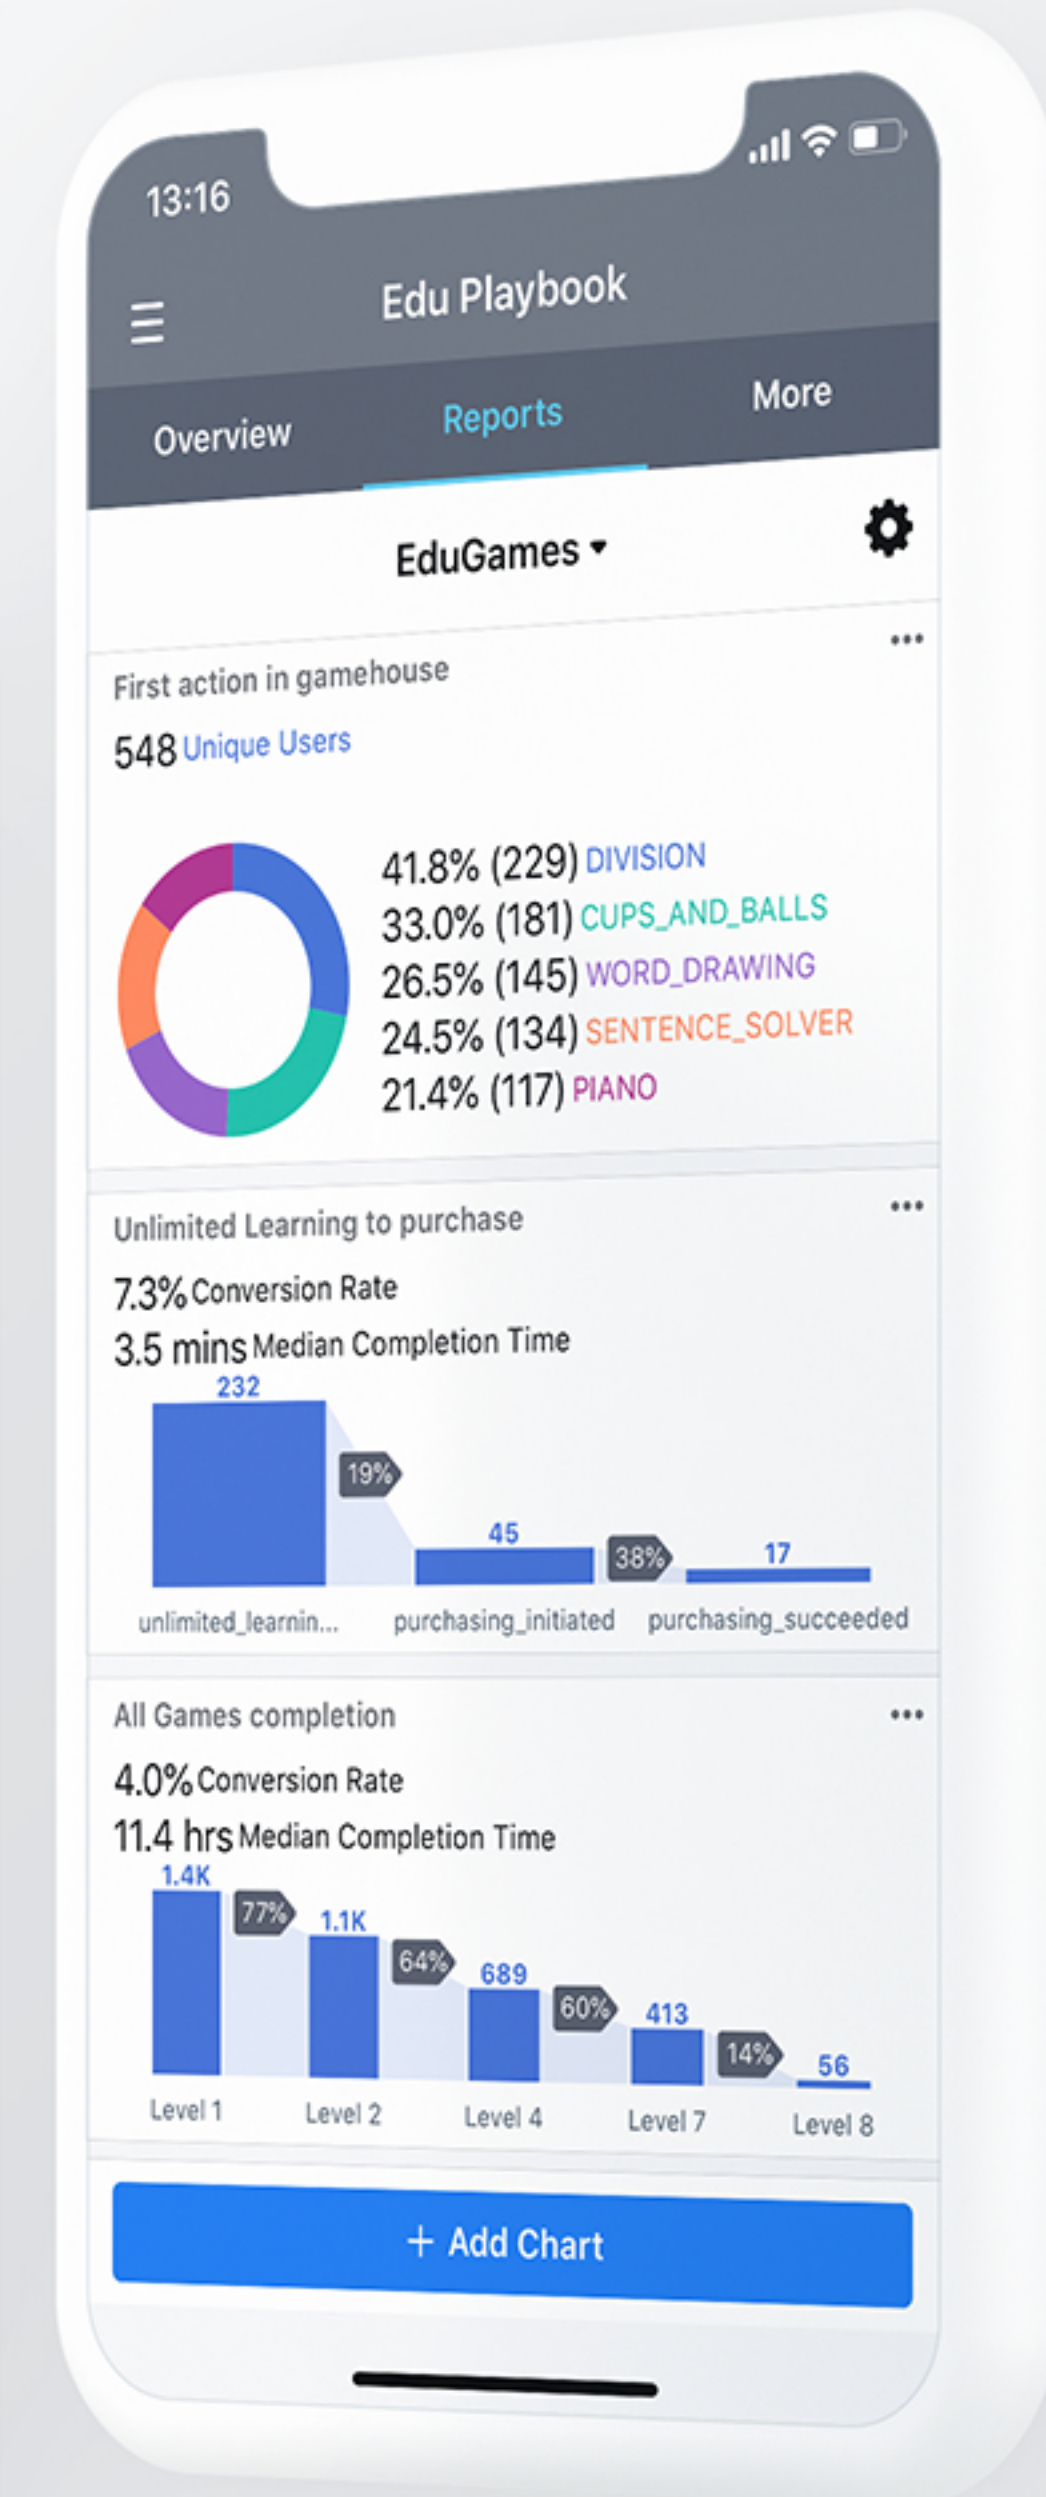 13:16
Edu Playbook
Overview Reports More
EduGames
First action in gamehouse
548 Unique Users
41.8% (229) DIVISION
33.0% (181) CUPS_AND_BALLS
26.5% (145) WORD_DRAWING
24.5% (134) SENTENCE_SOLVER
21.4% (117) PIANO
Unlimited Learning to purchase
7.3% Conversion Rate
3.5 mins Median Completion Time
232
19%
45
38%
17
unlimited_learnin... purchasing_initiated purchasing_succeeded
All Games completion
4.0% Conversion Rate
11.4 hrs Median Completion Time
1.4K
77%
1.1K
64%
689
60%
413
14%
56
Level 1 Level 2 Level 4 Level 7 Level 8
+ Add Chart